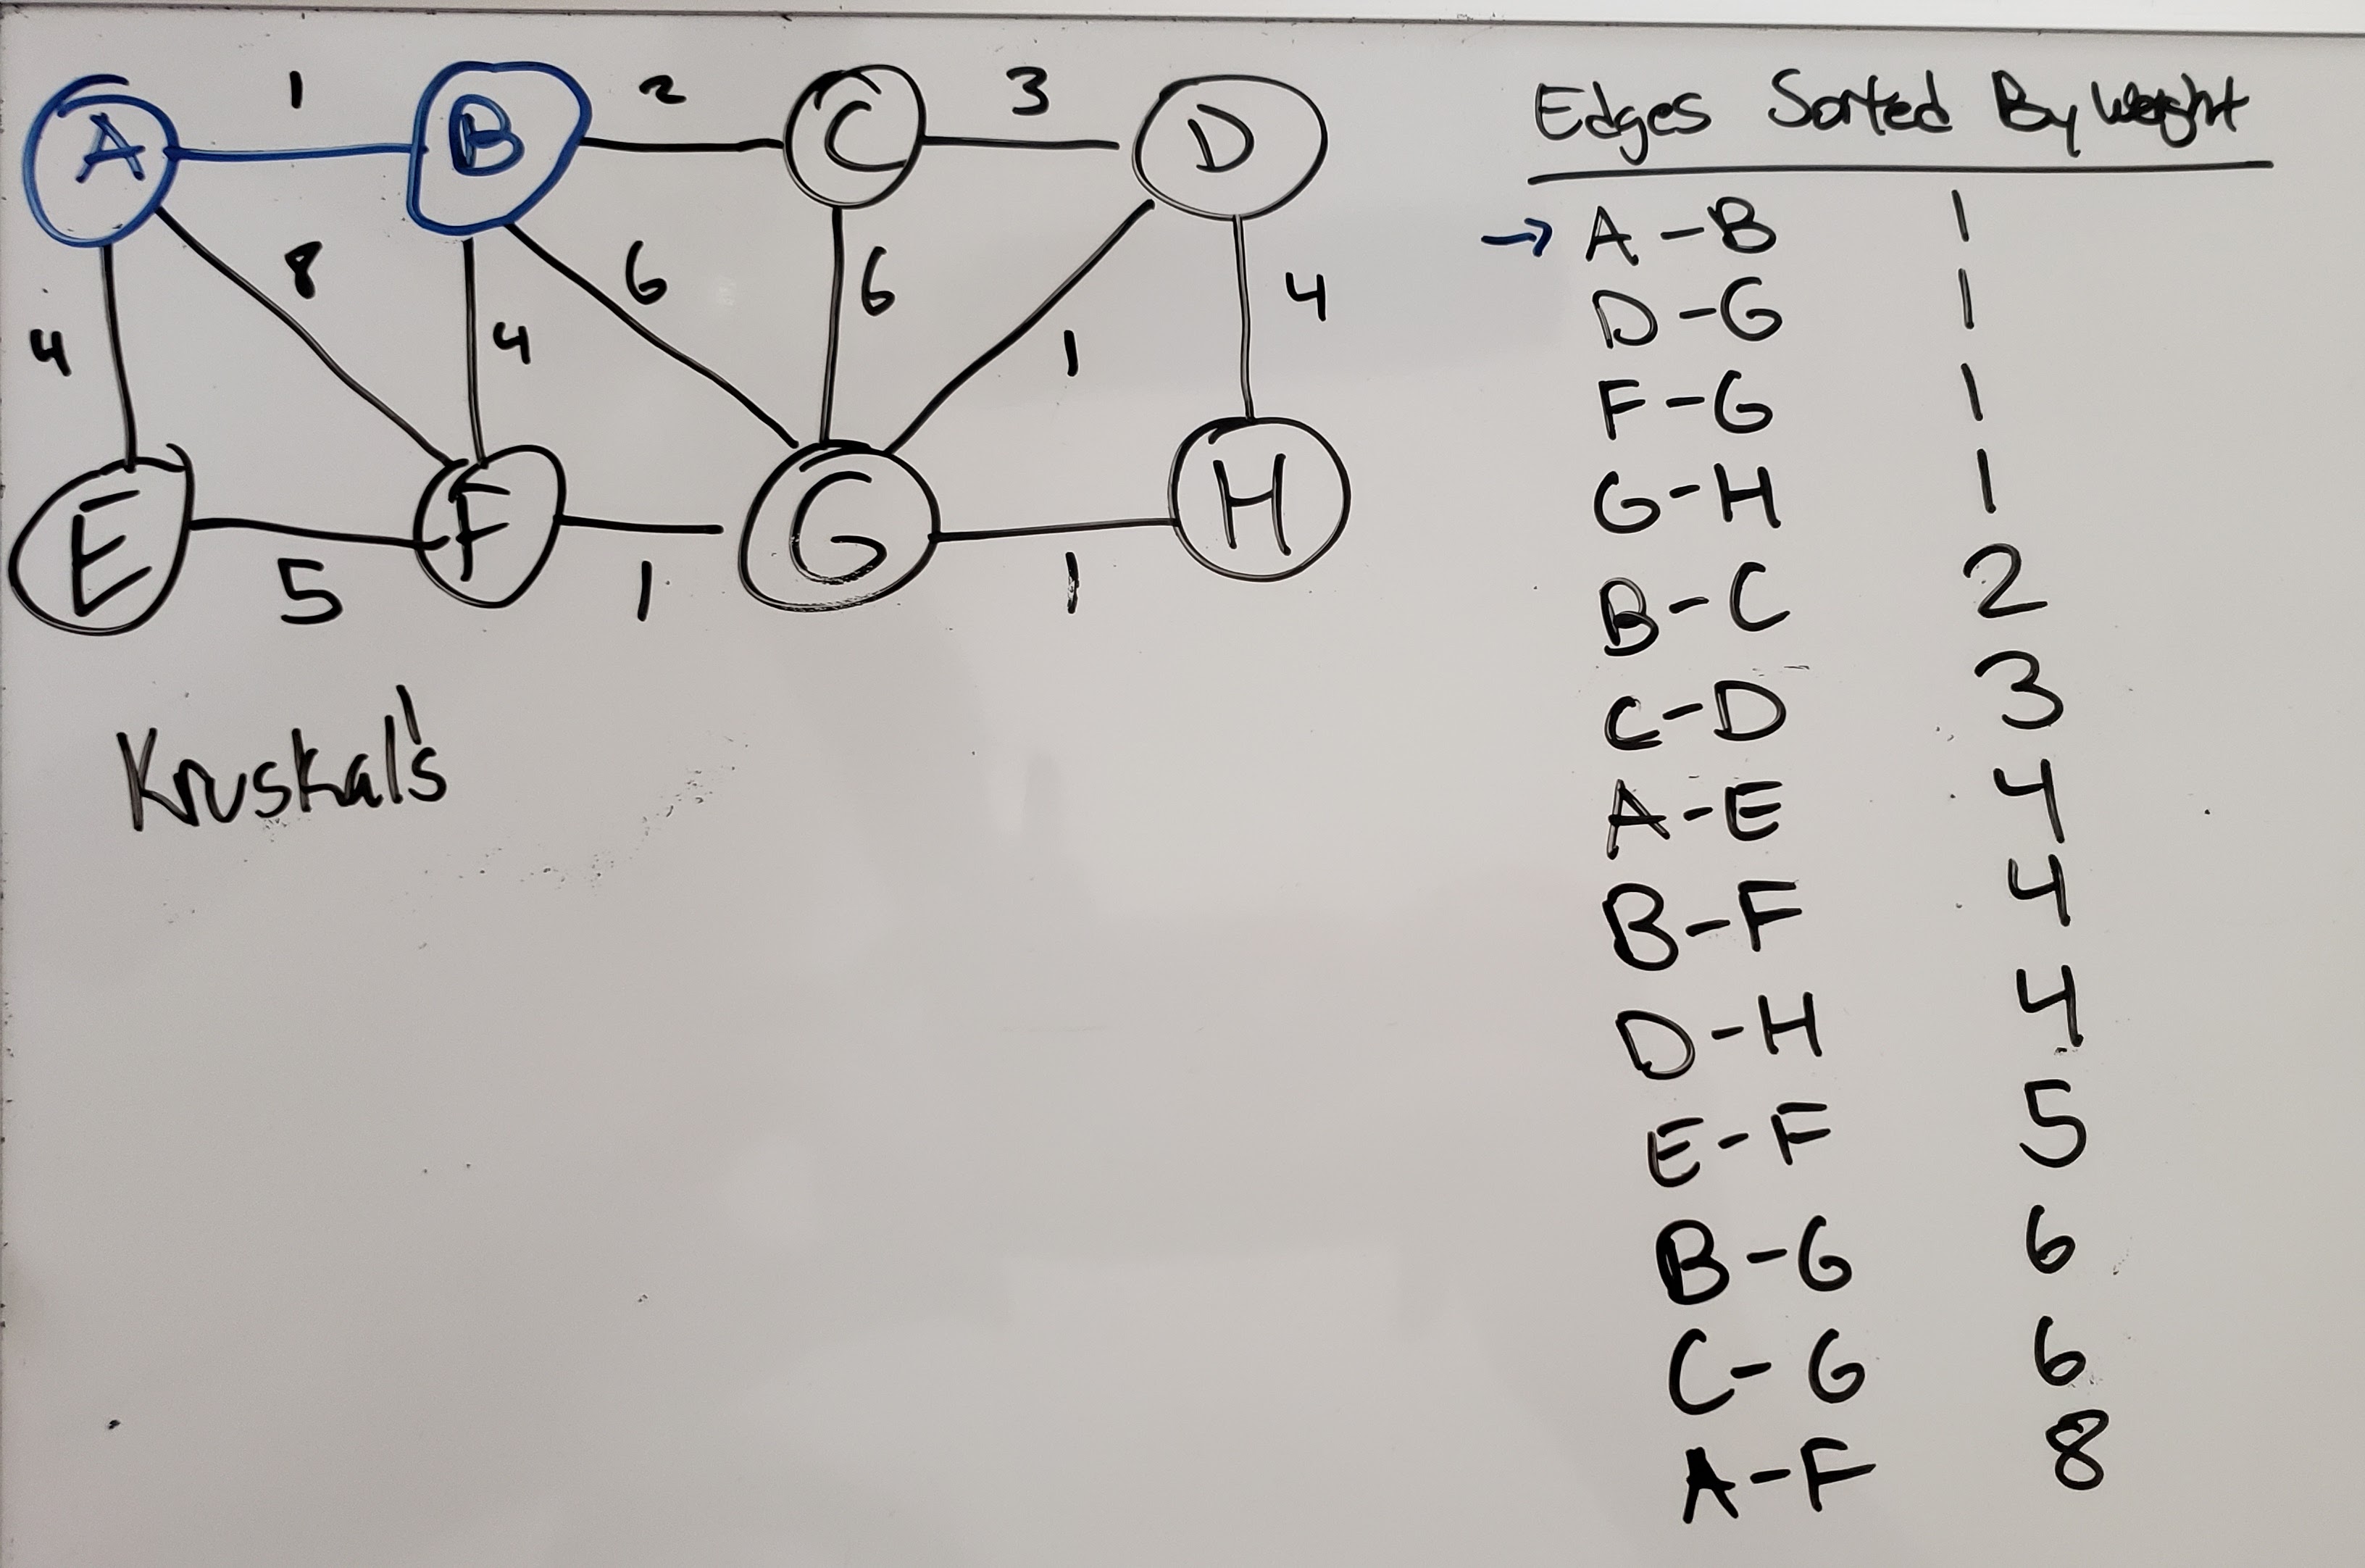 1 2 3
A B C D
8 6 6 4
4 4 1
E F G H
5 1 1
Kruskal's
Edges Sorted By Weight
→ A-B 1
D-G 1
F-G 1
G-H 1
B-C 2
C-D 3
A-E 4
B-F 4
D-H 4
E-F 5
B-G 6
C-G 6
A-F 8